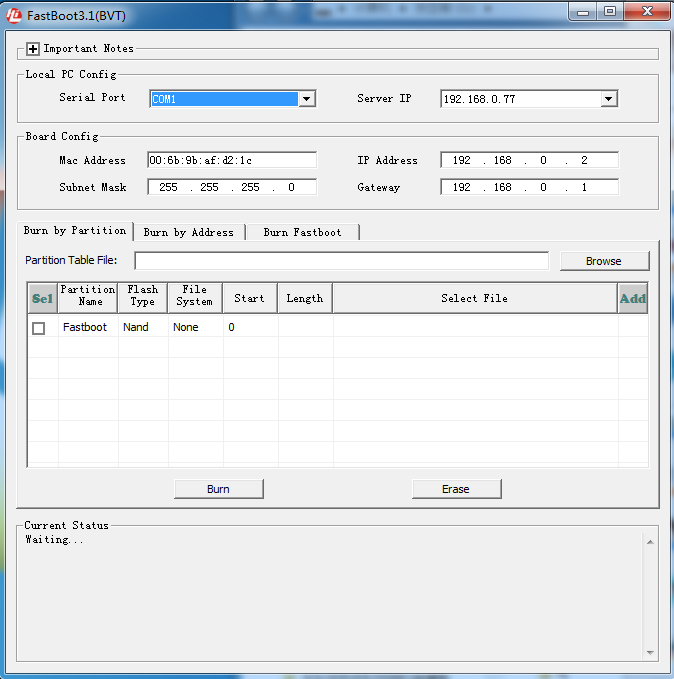 FastBoot3.1(BVT)
Important Notes
Local PC Config
Serial Port COM1 Server IP 192.168.0.77
Board Config
Mac Address 00:6b:9b:af:d2:1c IP Address 192 . 168 . 0 . 2
Subnet Mask 255 . 255 . 255 . 0 Gateway 192 . 168 . 0 . 1
Burn by Partition Burn by Address Burn Fastboot
Partition Table File: Browse
Sel Partition Name Flash Type File System Start Length Select File Add
Fastboot Nand None 0
Burn Erase
Current Status
Waiting...